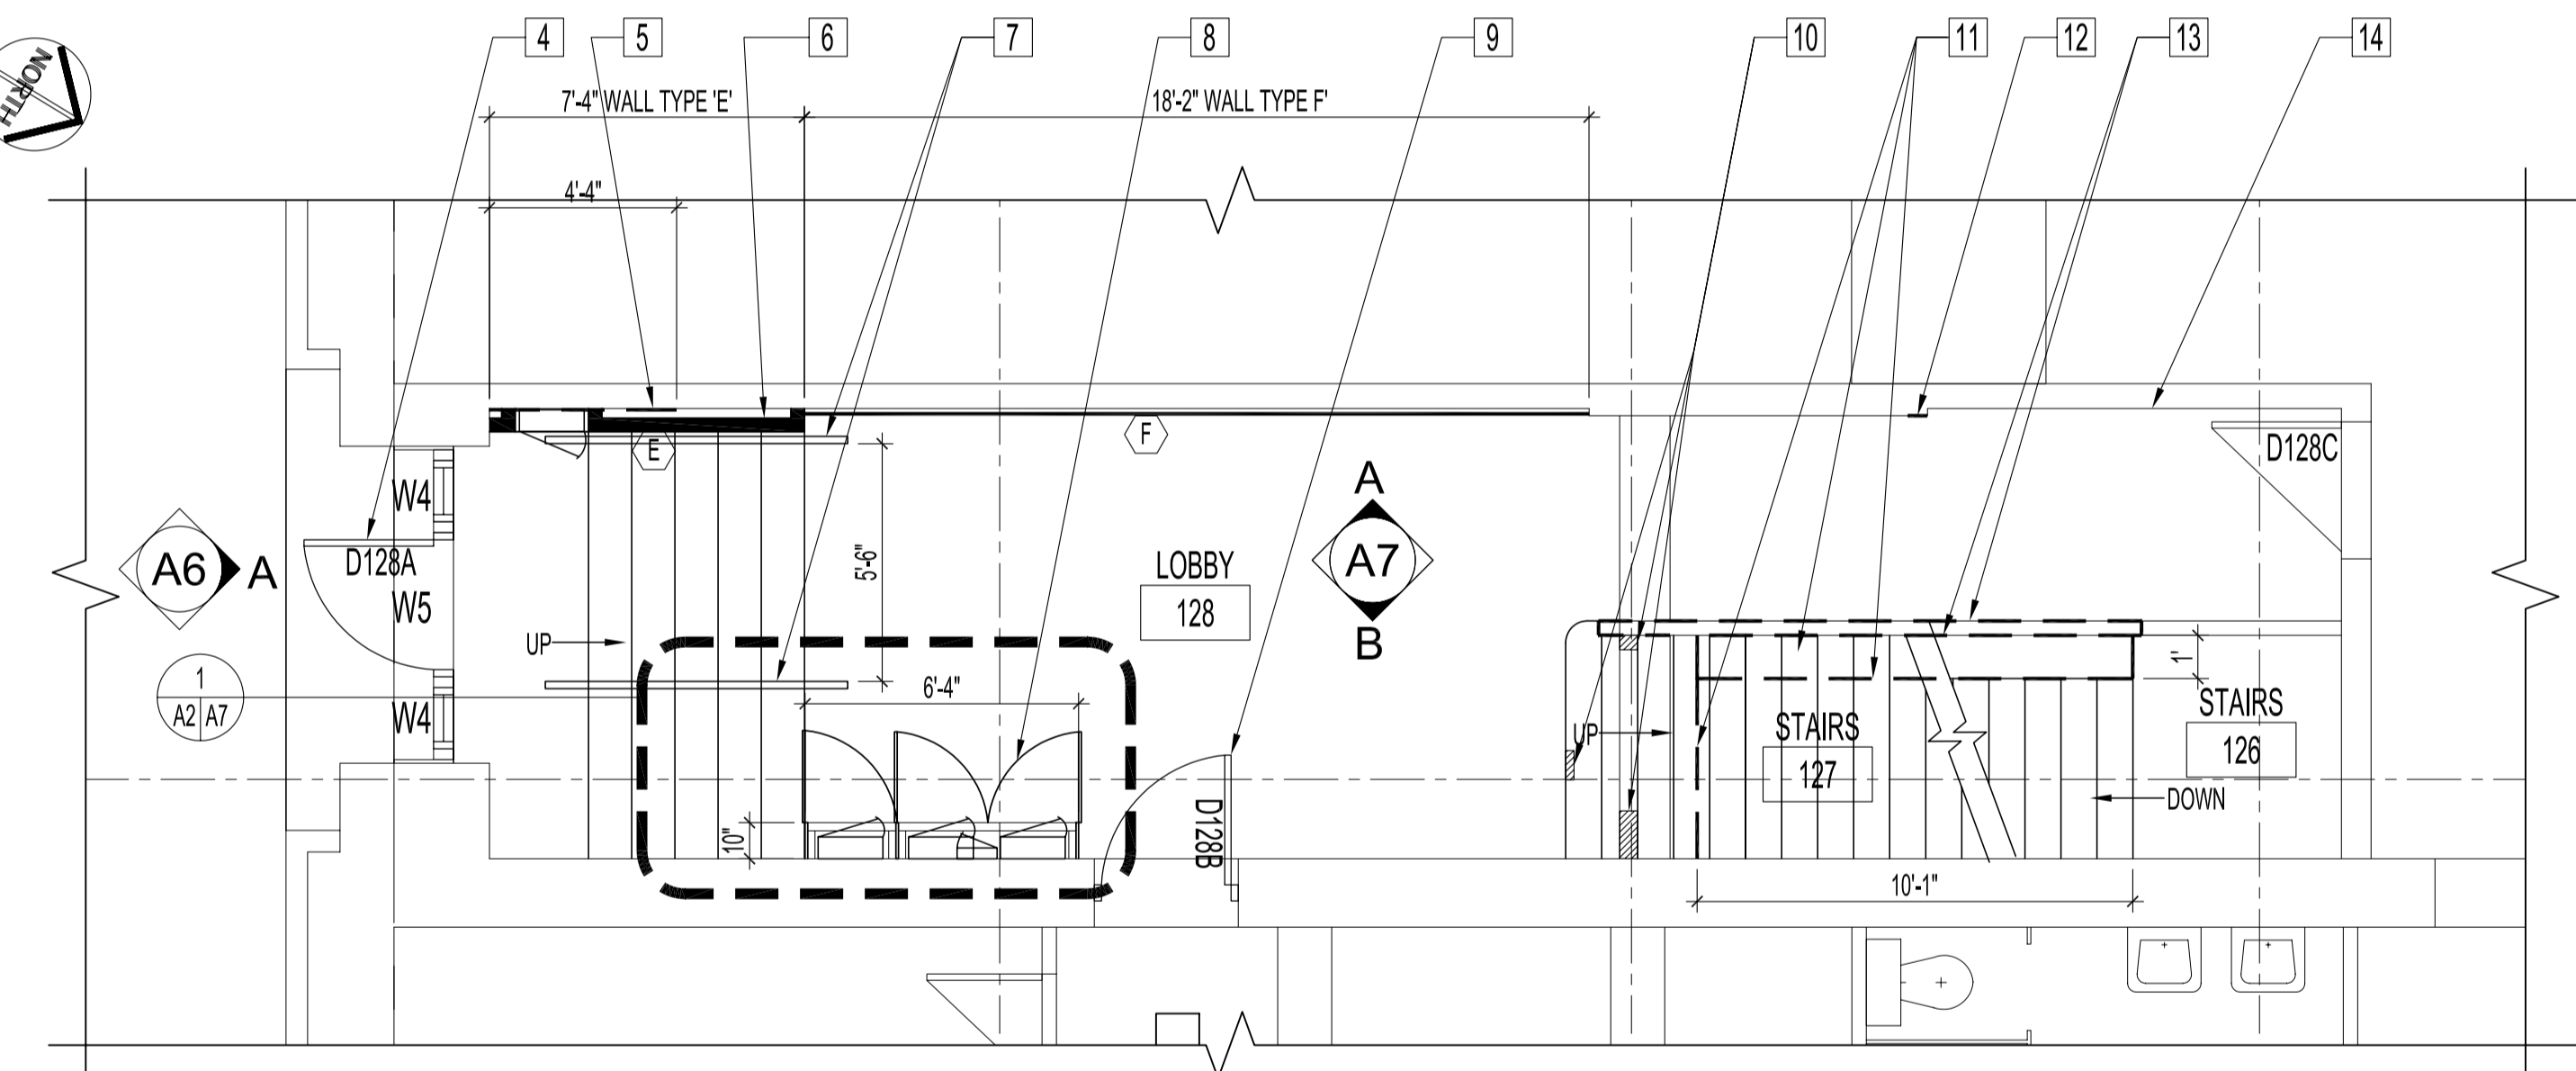 4
5
6
7
8
9
10
11
12
13
14
NORTH
7'-4" WALL TYPE 'E'
18'-2" WALL TYPE F'
4'-4"
E
F
D128C
W4
A
A6
A
D128A
5'-6"
LOBBY
A7
W5
128
UP
B
1'
1
A2
A7
6'-4"
W4
STAIRS
126
STAIRS
127
UP
DOWN
10"
D128B
10'-1"